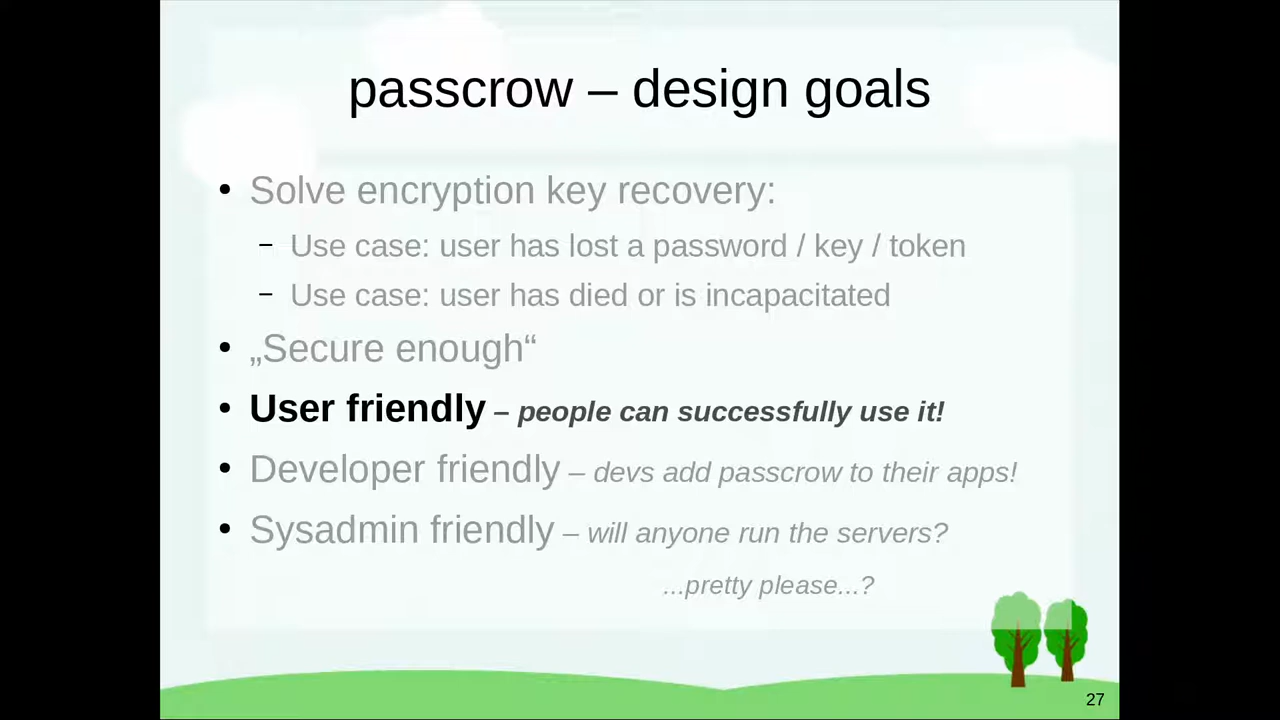 passcrow – design goals
• Solve encryption key recovery:
– Use case: user has lost a password / key / token
– Use case: user has died or is incapacitated
• „Secure enough“
• User friendly – people can successfully use it!
• Developer friendly – devs add passcrow to their apps!
• Sysadmin friendly – will anyone run the servers?
...pretty please...?
27